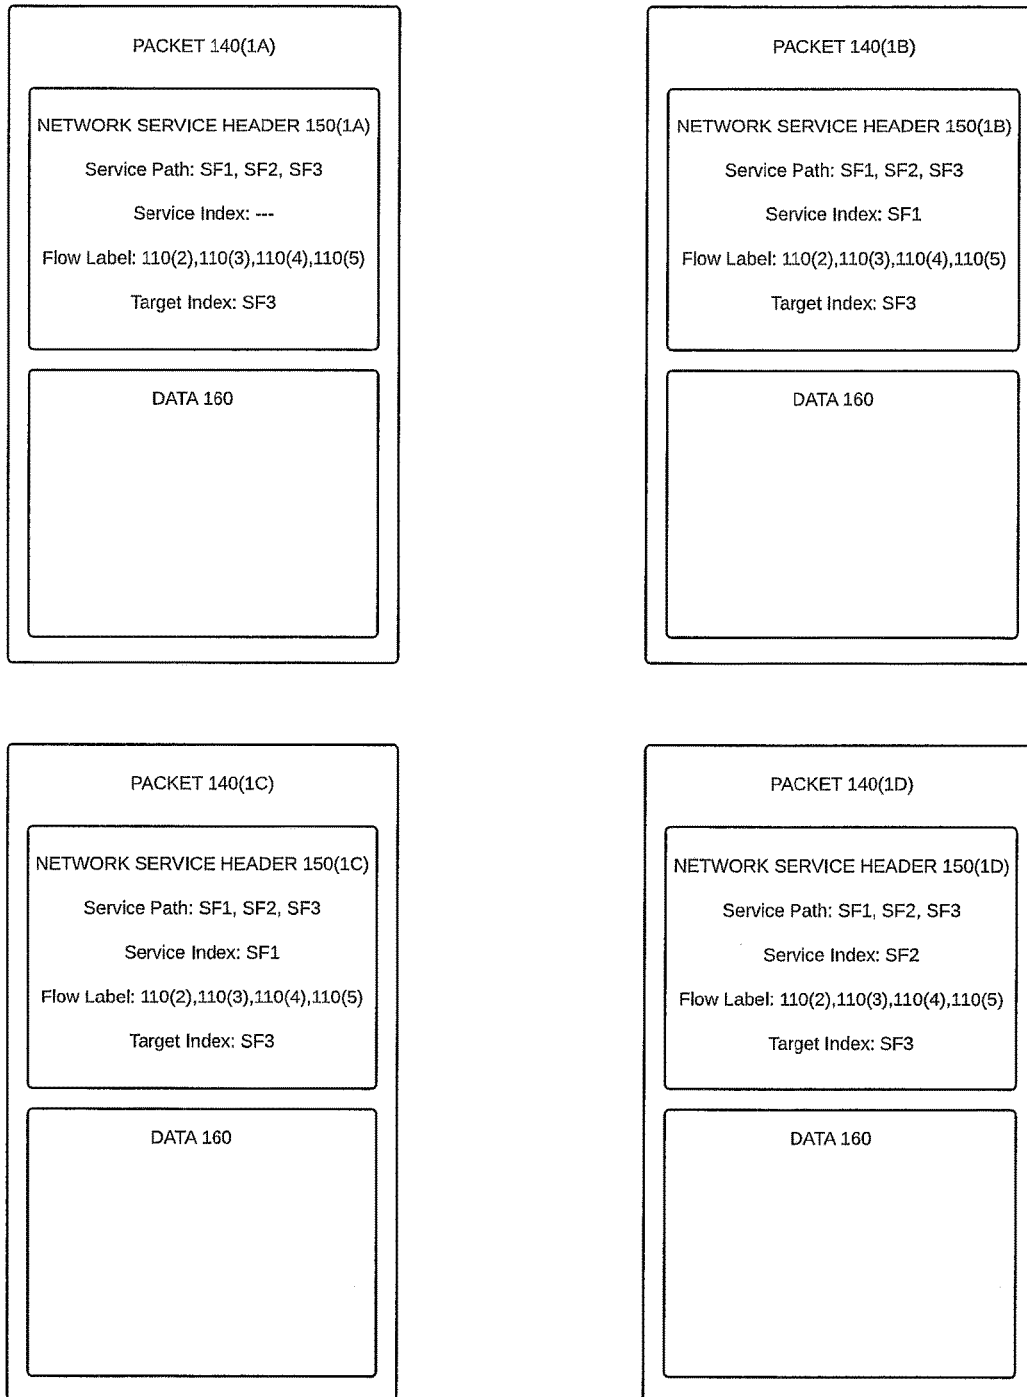 PACKET 140(1A)
NETWORK SERVICE HEADER 150(1A)
Service Path: SF1, SF2, SF3
Service Index: ---
Flow Label: 110(2),110(3),110(4),110(5)
Target Index: SF3
DATA 160
PACKET 140(1B)
NETWORK SERVICE HEADER 150(1B)
Service Path: SF1, SF2, SF3
Service Index: SF1
Flow Label: 110(2),110(3),110(4),110(5)
Target Index: SF3
DATA 160
PACKET 140(1C)
NETWORK SERVICE HEADER 150(1C)
Service Path: SF1, SF2, SF3
Service Index: SF1
Flow Label: 110(2),110(3),110(4),110(5)
Target Index: SF3
DATA 160
PACKET 140(1D)
NETWORK SERVICE HEADER 150(1D)
Service Path: SF1, SF2, SF3
Service Index: SF2
Flow Label: 110(2),110(3),110(4),110(5)
Target Index: SF3
DATA 160